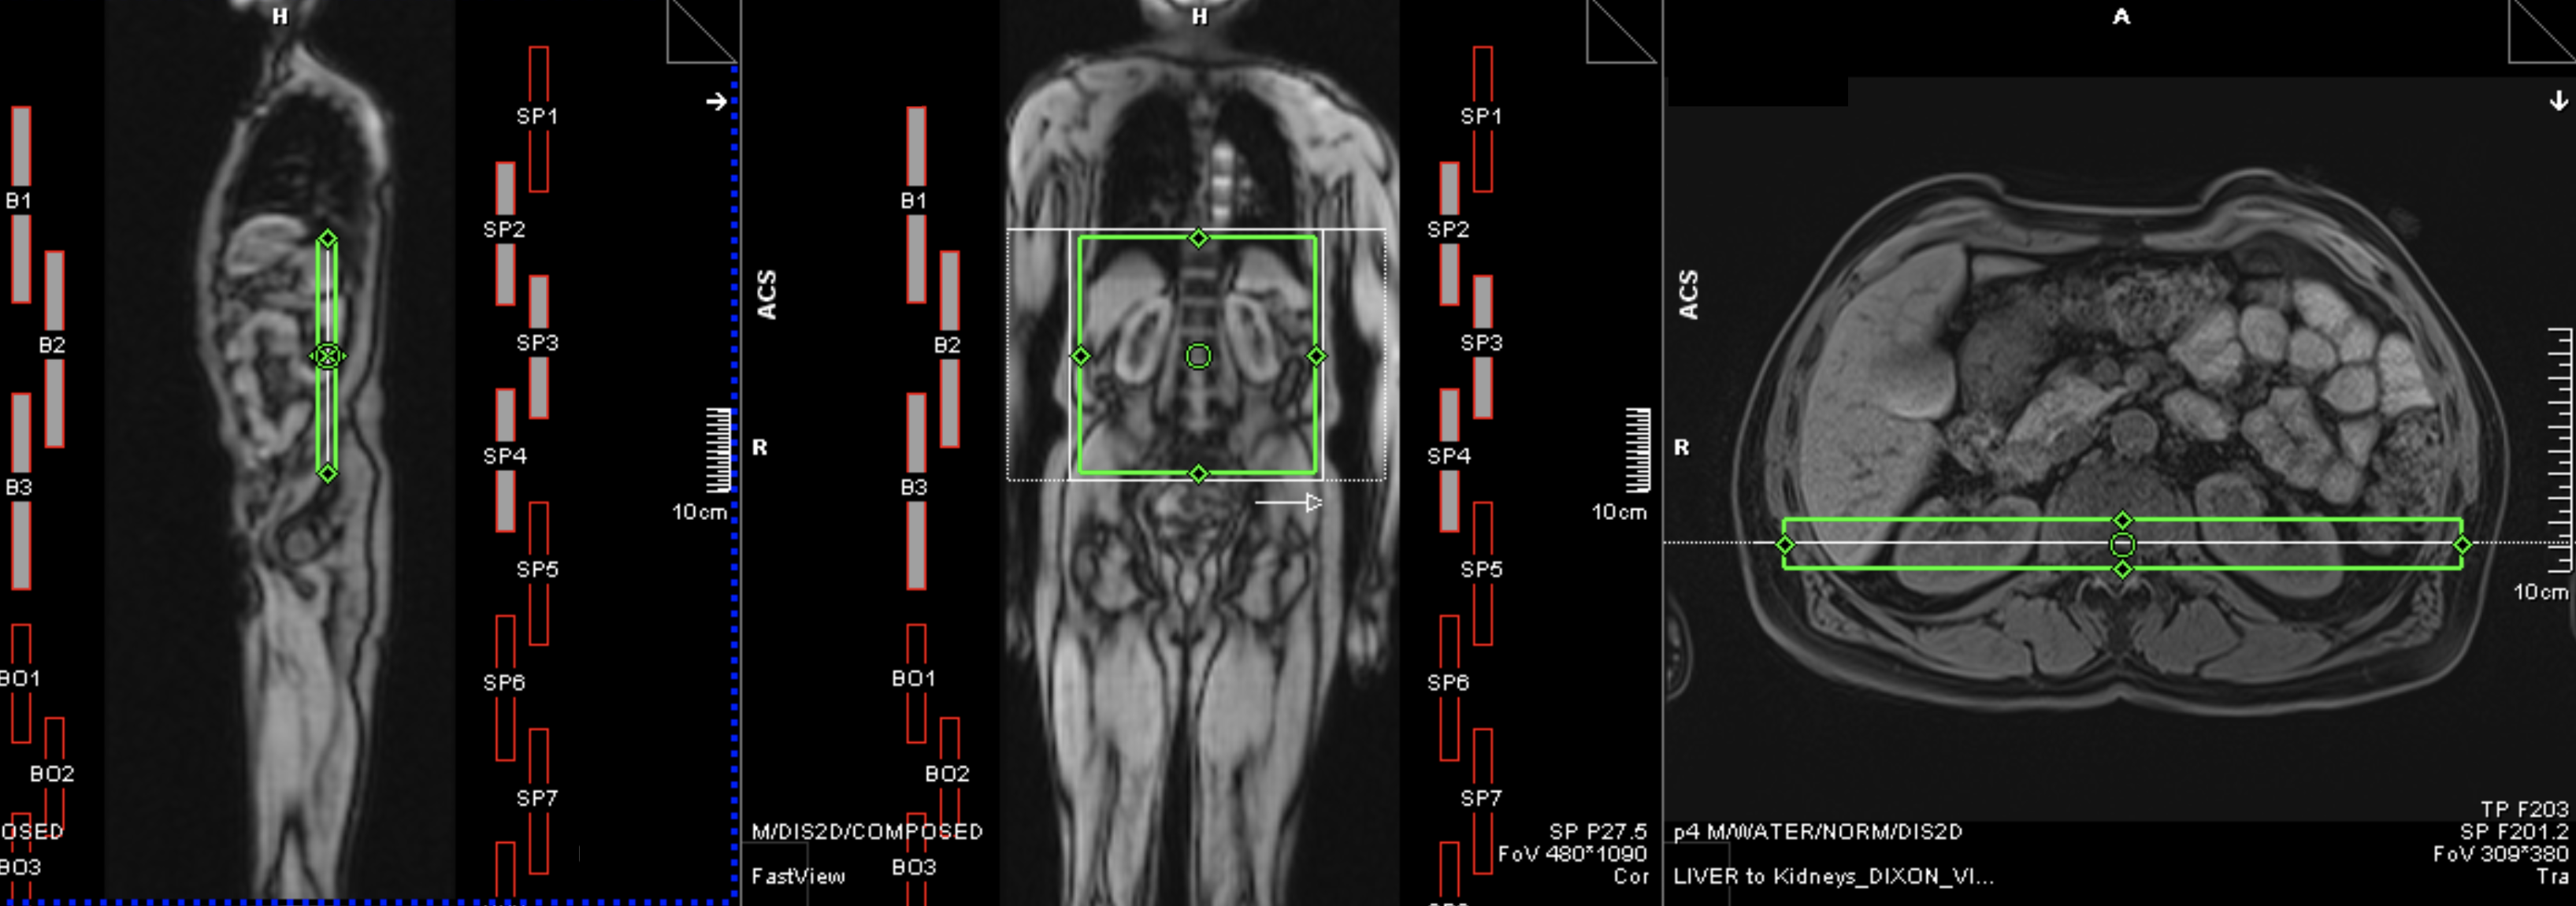 H
SP1
B1
SP2
B2
SP3
SP4
B3
10cm
SP5
BO1
SP6
BO2
SP7
OSED
BO3
H
SP1
B1
SP2
ACS
B2
SP3
R
SP4
B3
10cm
SP5
BO1
SP6
BO2
SP7
M/DIS2D/COMPOSED
SP P27.5
FoV 480*1090
BO3
FastView
Cor
A
ACS
R
10cm
TP F203
p4 M/WATER/NORM/DIS2D
SP F201.2
FoV 309*380
LIVER to Kidneys_DIXON_VI...
Tra